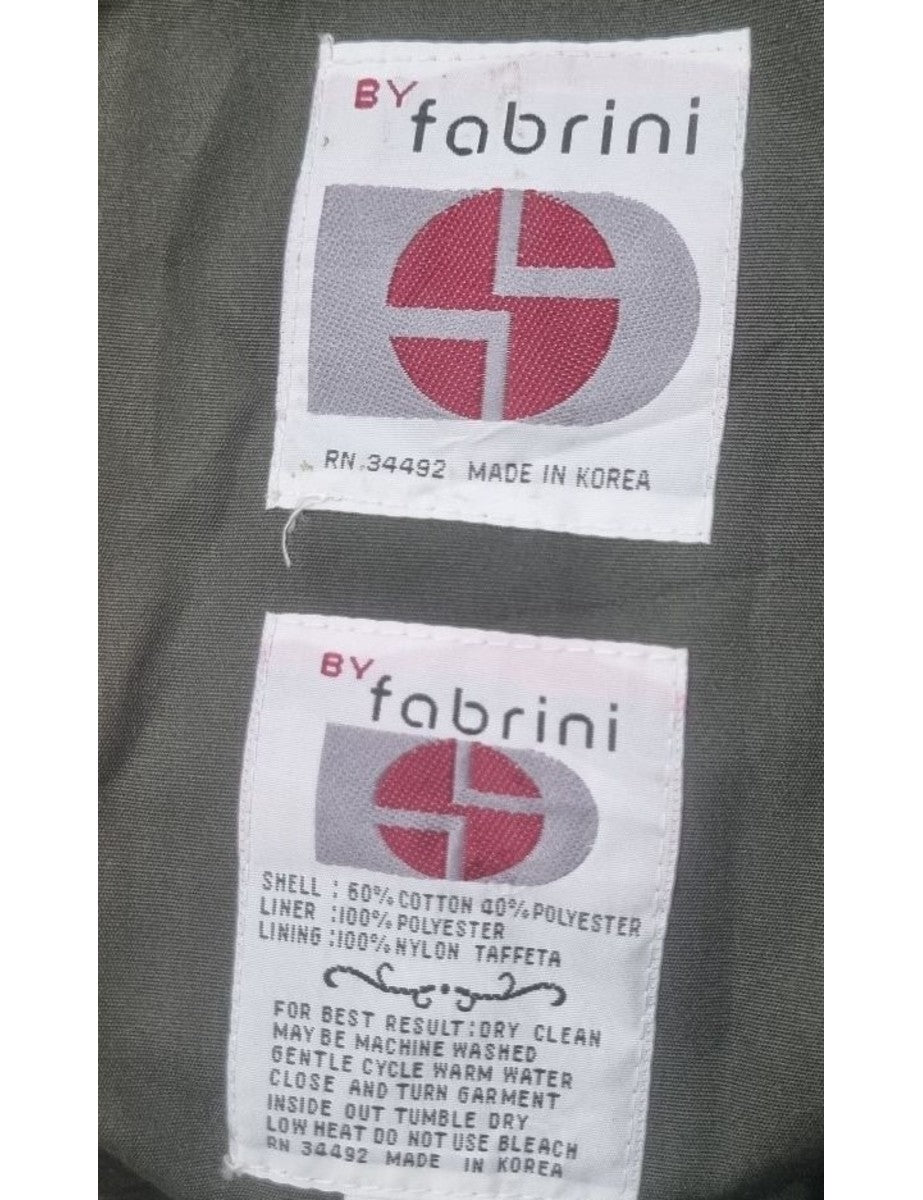 BY
fabrini
RN 34492 MADE IN KOREA
BY
fabrini
SHELL : 60% COTTON 40% POLYESTER
LINER :100% POLYESTER
LINING :100% NYLON TAFFETA
FOR BEST RESULT:DRY CLEAN
MAY BE MACHINE WASHED
GENTLE CYCLE WARM WATER
CLOSE AND TURN GARMENT
INSIDE OUT TUMBLE DRY
LOW HEAT DO NOT USE BLEACH
RN 34492 MADE IN KOREA